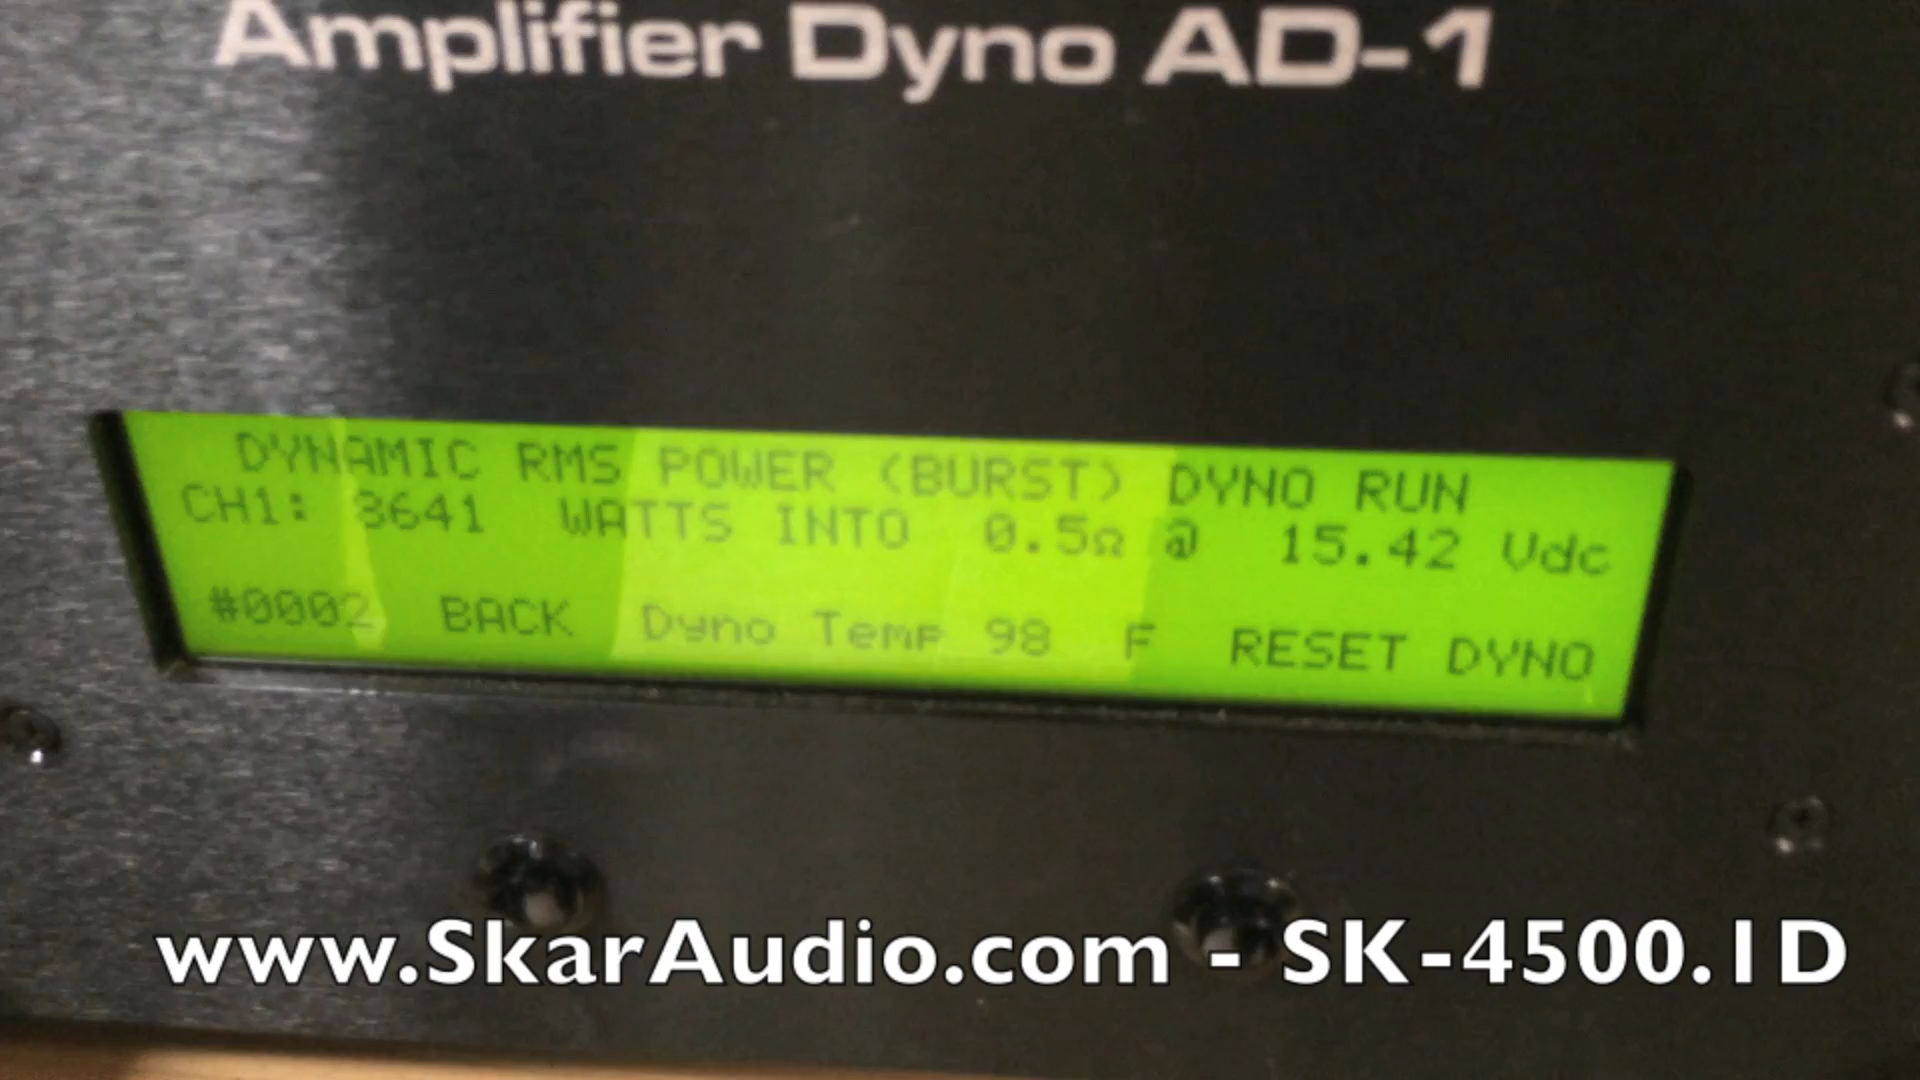 Amplifier Dyno AD-1
DYNAMIC RMS POWER (BURST) DYNO RUN
CH1: 3641 WATTS INTO 0.5Ω @ 15.42 Vdc
#0002 BACK Dyno Temp 98 F RESET DYNO
www.SkarAudio.com - SK-4500.1D